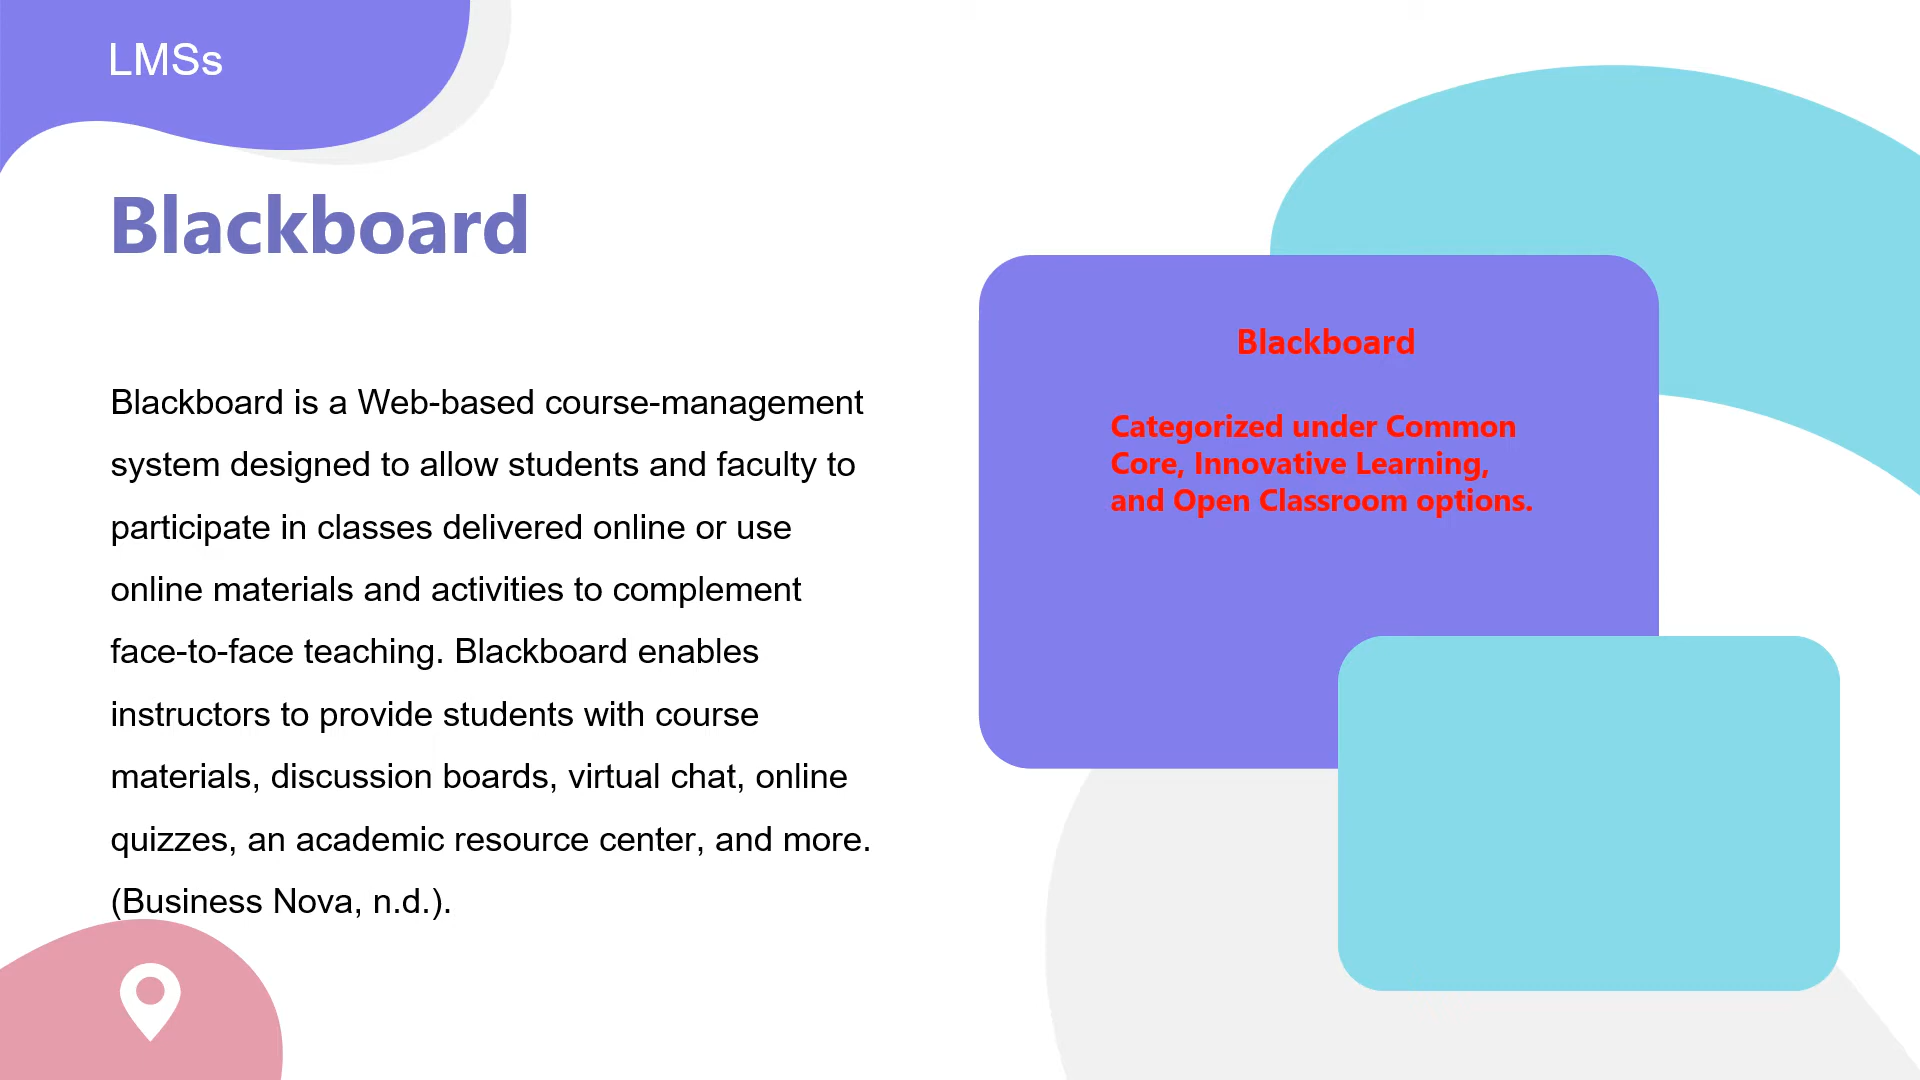 LMSs
Blackboard
Blackboard is a Web-based course-management
system designed to allow students and faculty to
participate in classes delivered online or use
online materials and activities to complement
face-to-face teaching. Blackboard enables
instructors to provide students with course
materials, discussion boards, virtual chat, online
quizzes, an academic resource center, and more.
(Business Nova, n.d.).
Blackboard
Categorized under Common
Core, Innovative Learning,
and Open Classroom options.